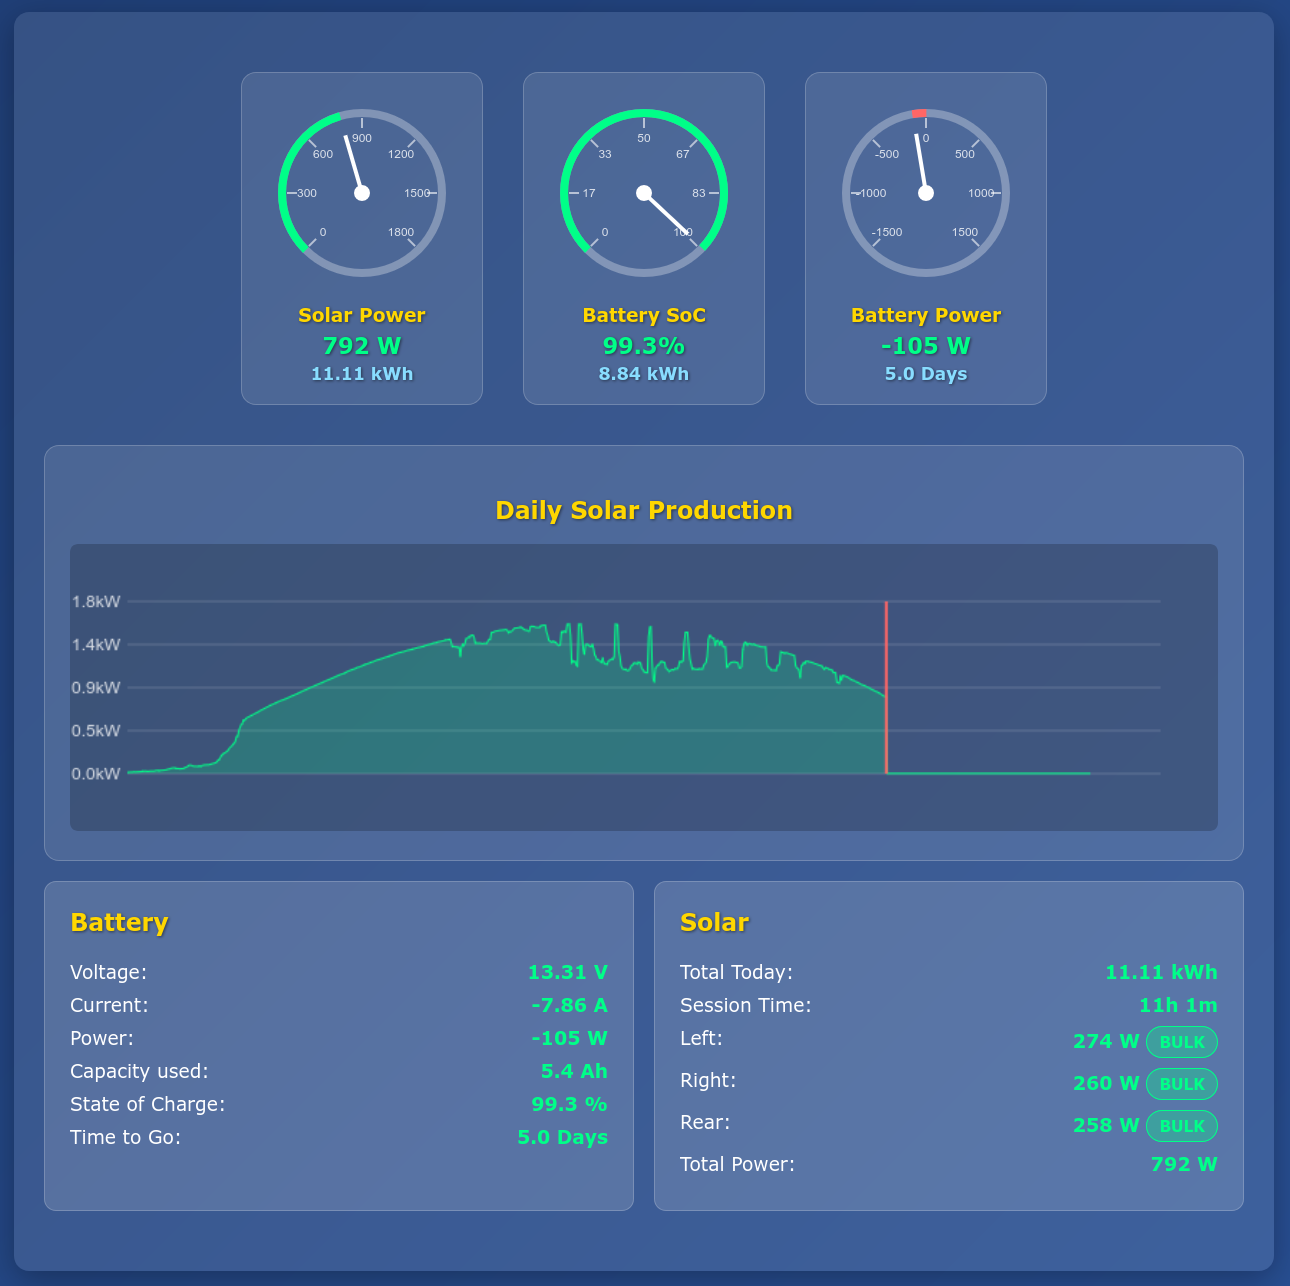 900
600
1200
300
1500
0
1800
Solar Power
792 W
11.11 kWh
50
33
67
17
83
0
100
Battery SoC
99.3%
8.84 kWh
0
-500
500
-1000
1000
-1500
1500
Battery Power
-105 W
5.0 Days
Daily Solar Production
1.8kW
1.4kW
0.9kW
0.5kW
0.0kW
Battery
Voltage: 13.31 V
Current: -7.86 A
Power: -105 W
Capacity used: 5.4 Ah
State of Charge: 99.3 %
Time to Go: 5.0 Days
Solar
Total Today: 11.11 kWh
Session Time: 11h 1m
Left: 274 W BULK
Right: 260 W BULK
Rear: 258 W BULK
Total Power: 792 W